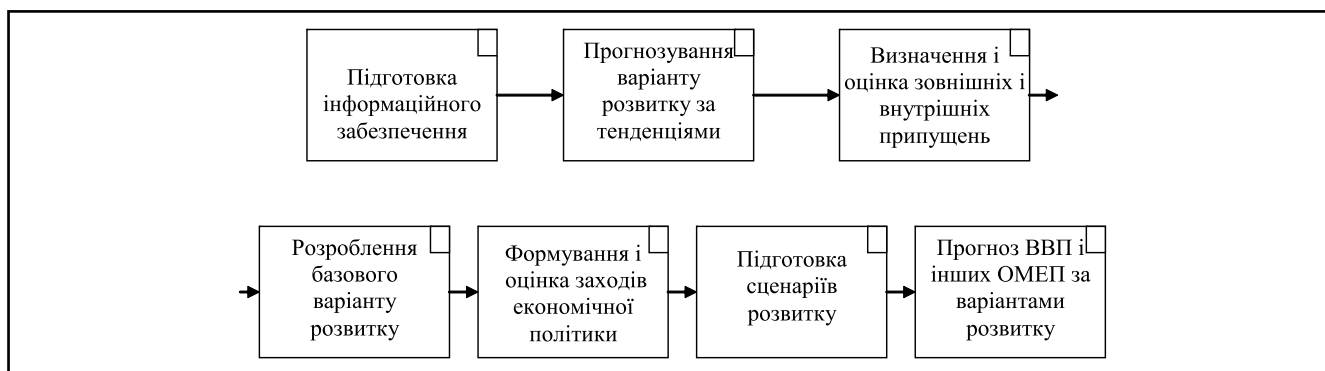 Підготовка
інформаційного
забезпечення
Прогнозування
варіанту
розвитку за
тенденціями
Визначення і
оцінка зовнішніх і
внутрішніх
припущень
Розроблення
базового
варіанту
розвитку
Формування і
оцінка заходів
економічної
політики
Підготовка
сценаріїв
розвитку
Прогноз ВВП і
інших ОМЕП за
варіантами
розвитку